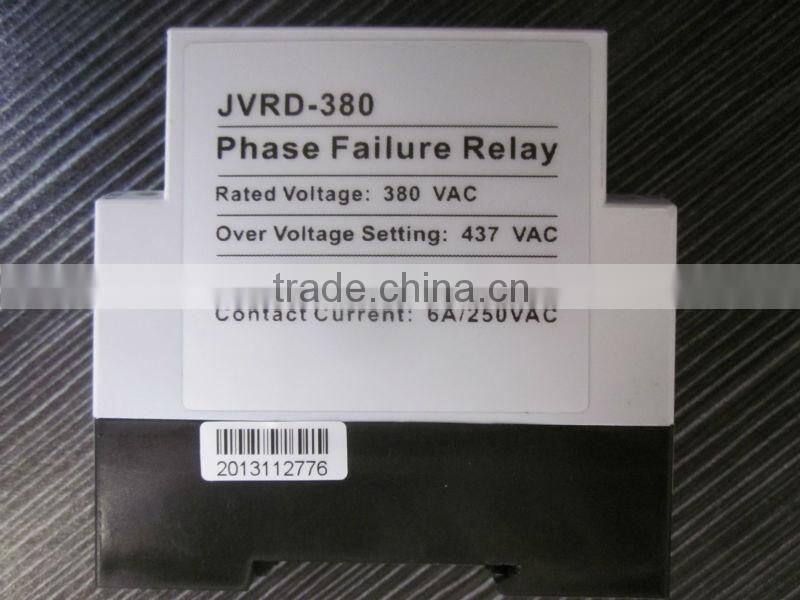 JVRD-380
Phase Failure Relay
Rated Voltage: 380 VAC
Over Voltage Setting: 437 VAC
trade.china.cn
Contact Current: 6A/250VAC
2013112776